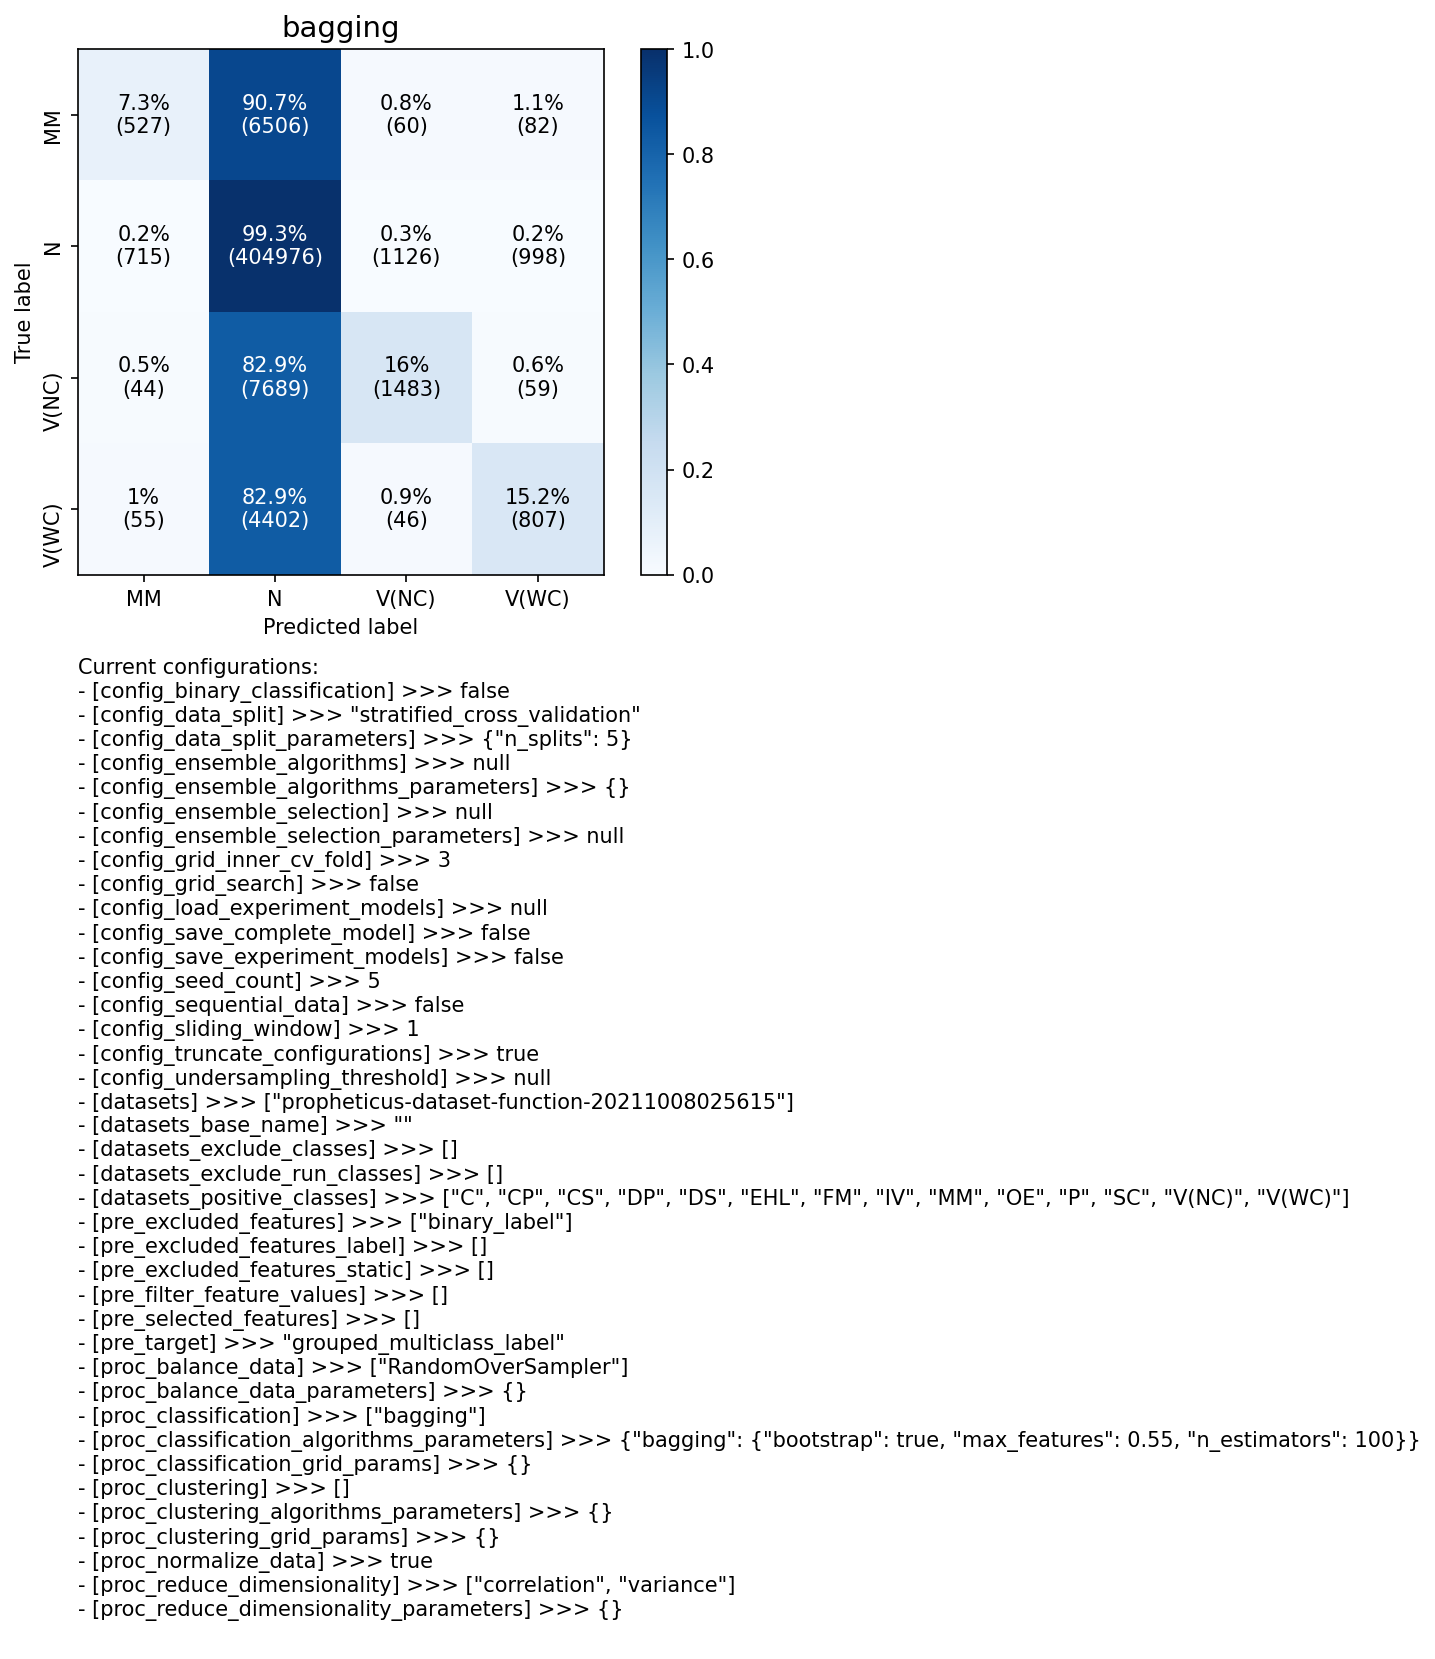 bagging
7.3% 90.7% 0.8% 1.1%
(527) (6506) (60) (82)
0.2% 99.3% 0.3% 0.2%
(715) (404976) (1126) (998)
0.5% 82.9% 16% 0.6%
(44) (7689) (1483) (59)
1% 82.9% 0.9% 15.2%
(55) (4402) (46) (807)
MM
N
V(NC)
V(WC)
True label
MM N V(NC) V(WC)
Predicted label
1.0
0.8
0.6
0.4
0.2
0.0
Current configurations:
- [config_binary_classification] >>> false
- [config_data_split] >>> "stratified_cross_validation"
- [config_data_split_parameters] >>> {"n_splits": 5}
- [config_ensemble_algorithms] >>> null
- [config_ensemble_algorithms_parameters] >>> {}
- [config_ensemble_selection] >>> null
- [config_ensemble_selection_parameters] >>> null
- [config_grid_inner_cv_fold] >>> 3
- [config_grid_search] >>> false
- [config_load_experiment_models] >>> null
- [config_save_complete_model] >>> false
- [config_save_experiment_models] >>> false
- [config_seed_count] >>> 5
- [config_sequential_data] >>> false
- [config_sliding_window] >>> 1
- [config_truncate_configurations] >>> true
- [config_undersampling_threshold] >>> null
- [datasets] >>> ["propheticus-dataset-function-20211008025615"]
- [datasets_base_name] >>> ""
- [datasets_exclude_classes] >>> []
- [datasets_exclude_run_classes] >>> []
- [datasets_positive_classes] >>> ["C", "CP", "CS", "DP", "DS", "EHL", "FM", "IV", "MM", "OE", "P", "SC", "V(NC)", "V(WC)"]
- [pre_excluded_features] >>> ["binary_label"]
- [pre_excluded_features_label] >>> []
- [pre_excluded_features_static] >>> []
- [pre_filter_feature_values] >>> []
- [pre_selected_features] >>> []
- [pre_target] >>> "grouped_multiclass_label"
- [proc_balance_data] >>> ["RandomOverSampler"]
- [proc_balance_data_parameters] >>> {}
- [proc_classification] >>> ["bagging"]
- [proc_classification_algorithms_parameters] >>> {"bagging": {"bootstrap": true, "max_features": 0.55, "n_estimators": 100}}
- [proc_classification_grid_params] >>> {}
- [proc_clustering] >>> []
- [proc_clustering_algorithms_parameters] >>> {}
- [proc_clustering_grid_params] >>> {}
- [proc_normalize_data] >>> true
- [proc_reduce_dimensionality] >>> ["correlation", "variance"]
- [proc_reduce_dimensionality_parameters] >>> {}